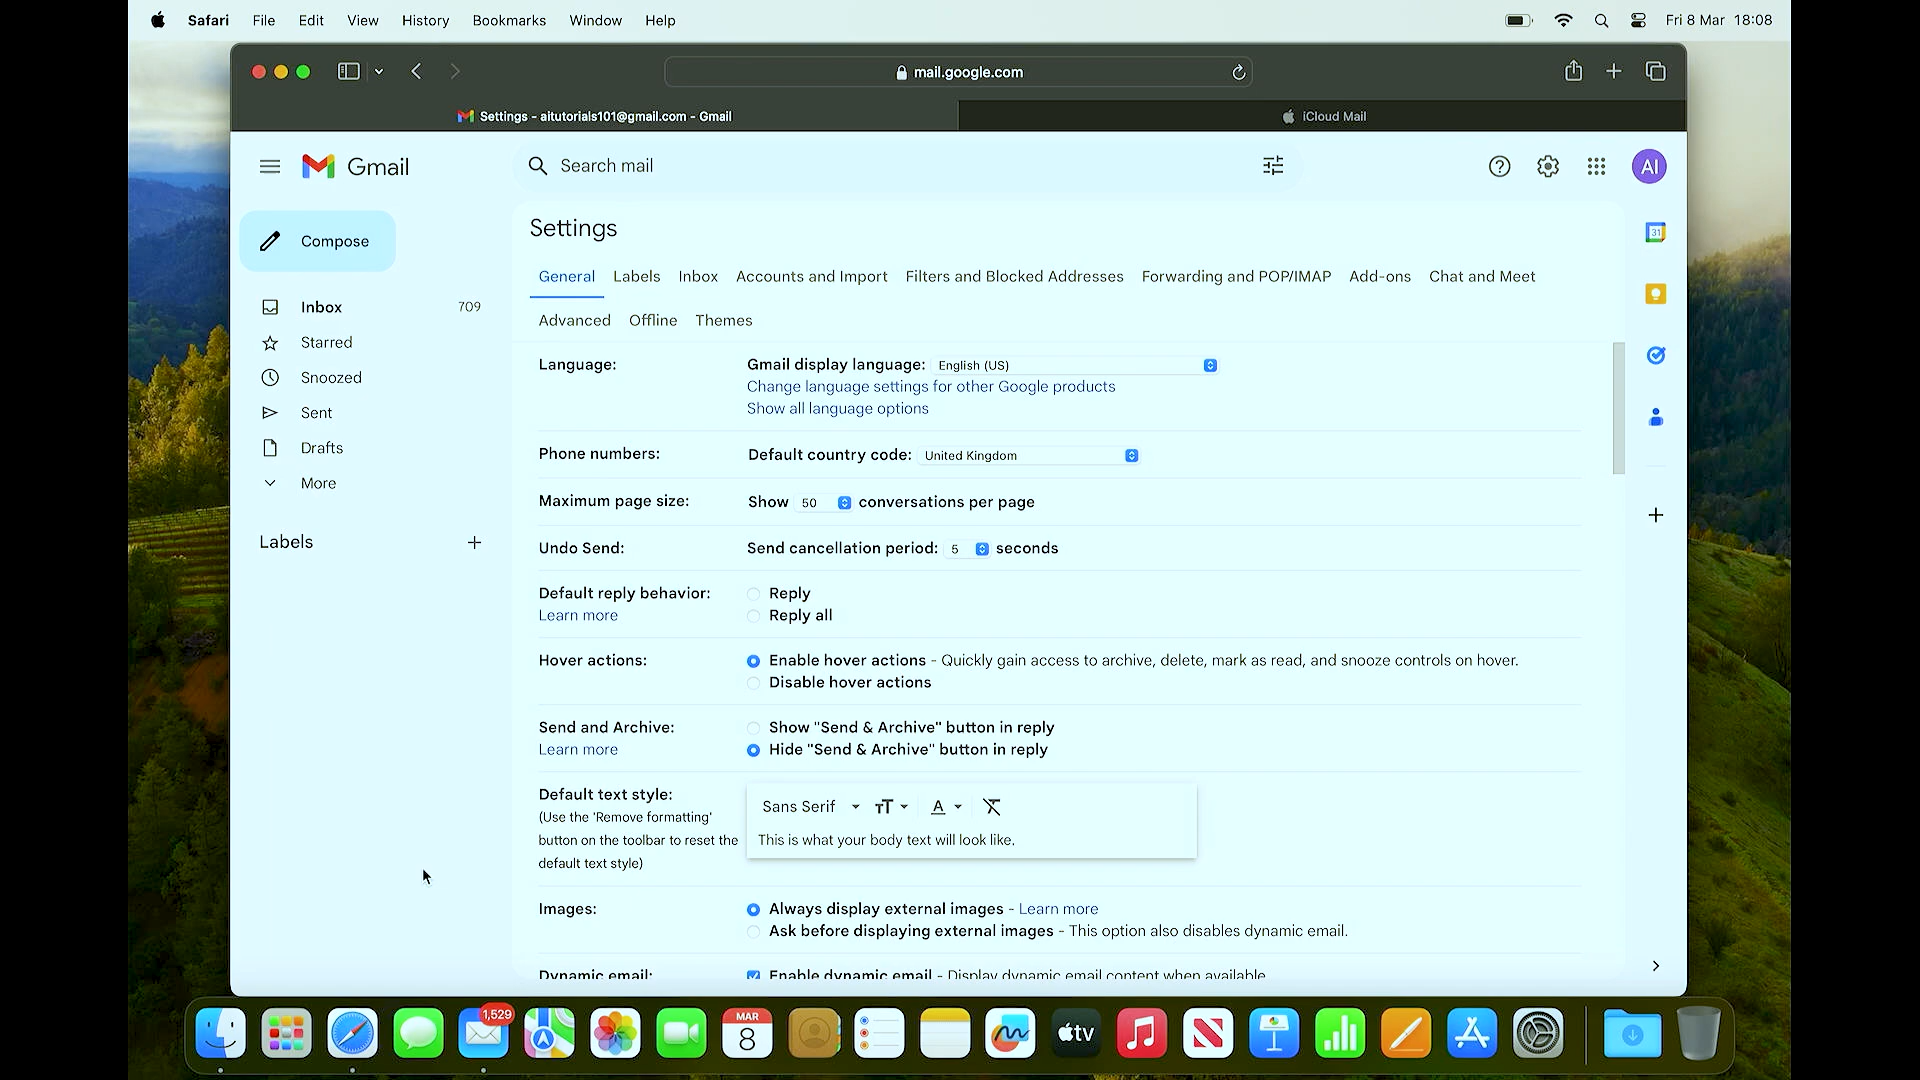 Safari File Edit View History Bookmarks Window Help Fri 8 Mar 18:08
mail.google.com
Settings - aitutorials101@gmail.com - Gmail
iCloud Mail
Gmail
Search mail
AI
Compose
Inbox 709
Starred
Snoozed
Sent
Drafts
More
Labels
Settings
General Labels Inbox Accounts and Import Filters and Blocked Addresses Forwarding and POP/IMAP Add-ons Chat and Meet
Advanced Offline Themes
Language: Gmail display language: English (US)
Change language settings for other Google products
Show all language options
Phone numbers: Default country code: United Kingdom
Maximum page size: Show 50 conversations per page
Undo Send: Send cancellation period: 5 seconds
Default reply behavior: Reply
Learn more Reply all
Hover actions: Enable hover actions - Quickly gain access to archive, delete, mark as read, and snooze controls on hover.
Disable hover actions
Send and Archive: Show "Send & Archive" button in reply
Learn more Hide "Send & Archive" button in reply
Default text style:
(Use the 'Remove formatting'
button on the toolbar to reset the
default text style)
Sans Serif
This is what your body text will look like.
Images: Always display external images - Learn more
Ask before displaying external images - This option also disables dynamic email.
Dynamic email: Enable dynamic email - Display dynamic email content when available.
31
1,529
MAR
8
tv